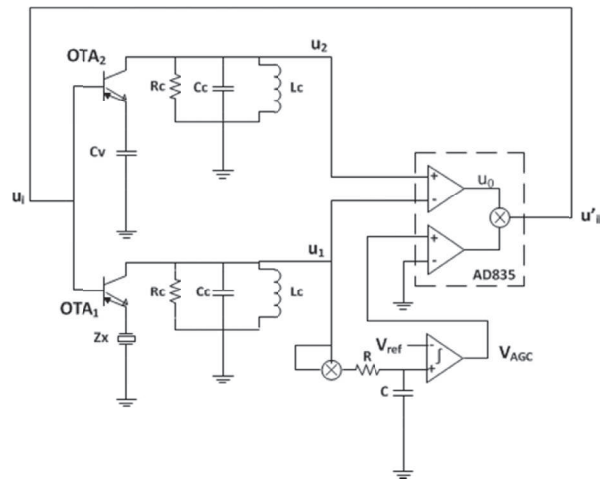 OTA₂
u₂
Rc
Cc
Lc
Cv
+
-
u₀
uᵢ
u'ᵢ
u₁
+
-
AD835
OTA₁
Rc
Cc
Lc
Zx
Vref
-
∫
+
VAGC
R
C